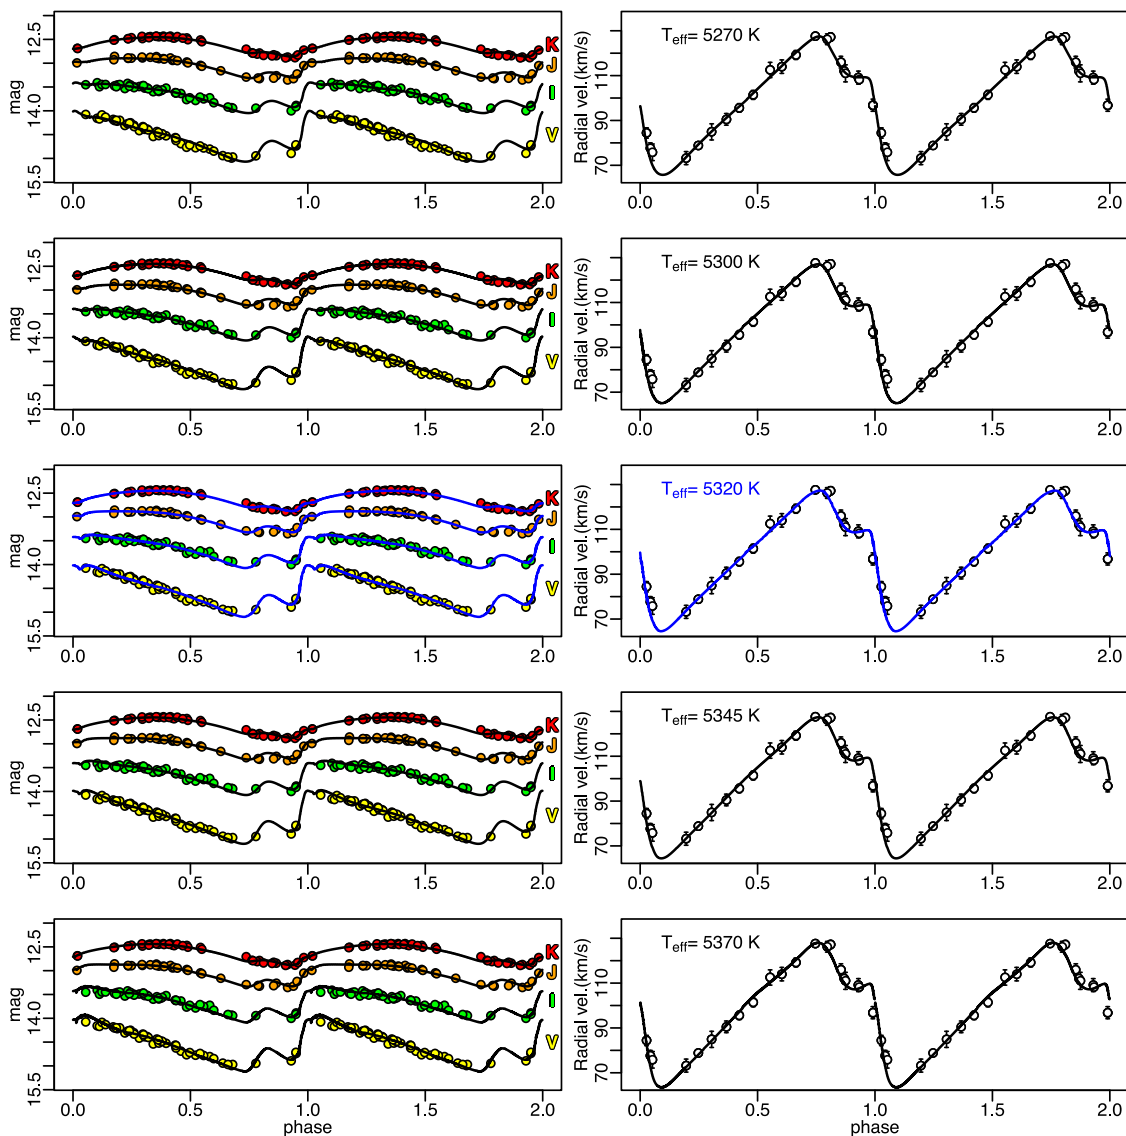 mag
12.5
14.0
15.5
K
J
I
V
0.0 0.5 1.0 1.5 2.0
Radial vel.(km/s)
70 90 110
Teff= 5270 K
0.0 0.5 1.0 1.5 2.0
mag
12.5
14.0
15.5
K
J
I
V
0.0 0.5 1.0 1.5 2.0
Radial vel.(km/s)
70 90 110
Teff= 5300 K
0.0 0.5 1.0 1.5 2.0
mag
12.5
14.0
15.5
K
J
I
V
0.0 0.5 1.0 1.5 2.0
Radial vel.(km/s)
70 90 110
Teff= 5320 K
0.0 0.5 1.0 1.5 2.0
mag
12.5
14.0
15.5
K
J
I
V
0.0 0.5 1.0 1.5 2.0
Radial vel.(km/s)
70 90 110
Teff= 5345 K
0.0 0.5 1.0 1.5 2.0
mag
12.5
14.0
15.5
K
J
I
V
0.0 0.5 1.0 1.5 2.0
phase
Radial vel.(km/s)
70 90 110
Teff= 5370 K
0.0 0.5 1.0 1.5 2.0
phase